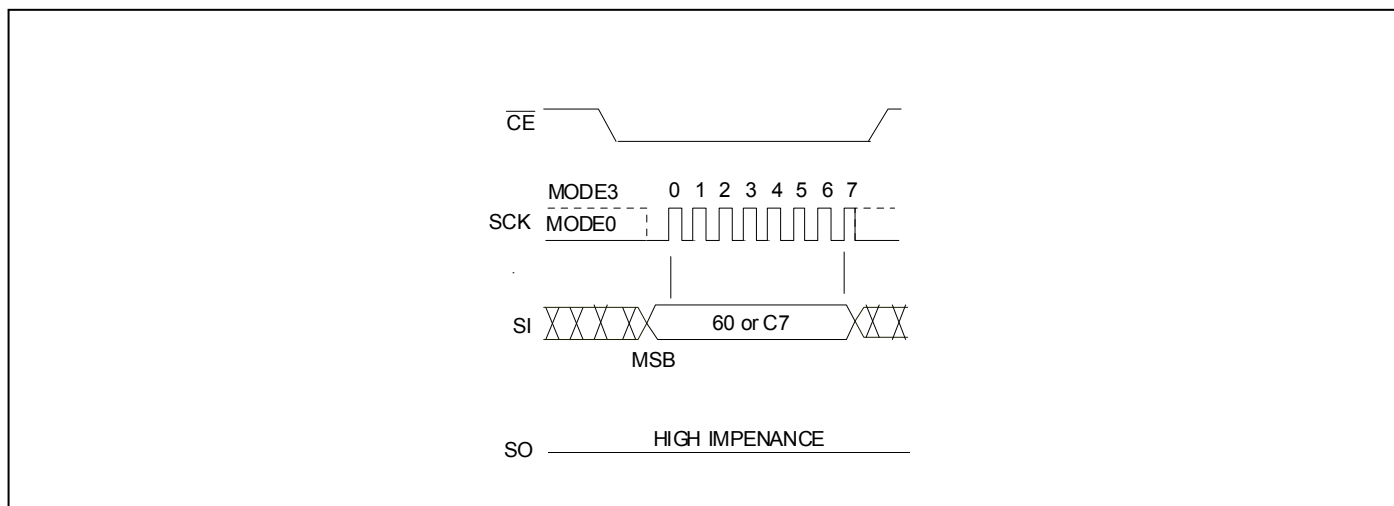 CE
MODE3 0 1 2 3 4 5 6 7
SCK MODE0
SI 60 or C7
MSB
SO HIGH IMPENANCE